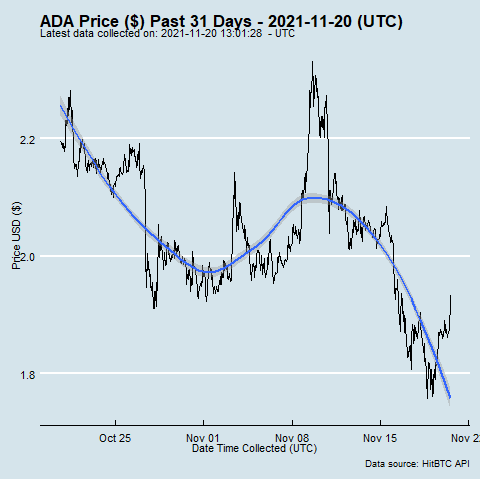 ADA Price ($) Past 31 Days - 2021-11-20 (UTC)
Latest data collected on: 2021-11-20 13:01:28 - UTC
Price USD ($)
2.2
2.0
1.8
Oct 25 Nov 01 Nov 08 Nov 15 Nov 2
Date Time Collected (UTC)
Data source: HitBTC API